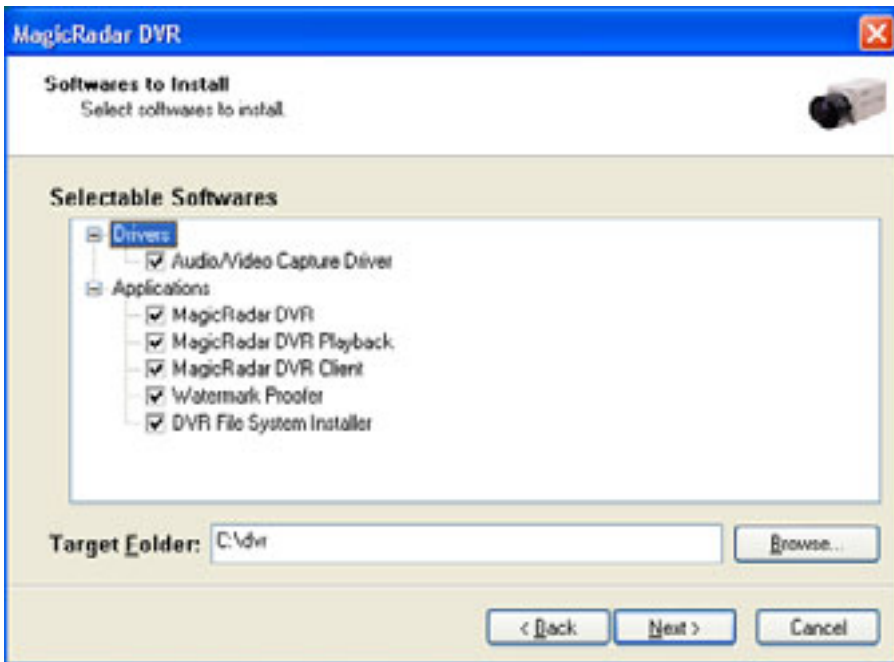 MagicRadar DVR
Softwares to Install
Select softwares to install.
Selectable Softwares
Drivers
Audio/Video Capture Driver
Applications
MagicRadar DVR
MagicRadar DVR Playback
MagicRadar DVR Client
Watermark Proofer
DVR File System Installer
Target Folder: C:\dvr Browse...
< Back Next > Cancel